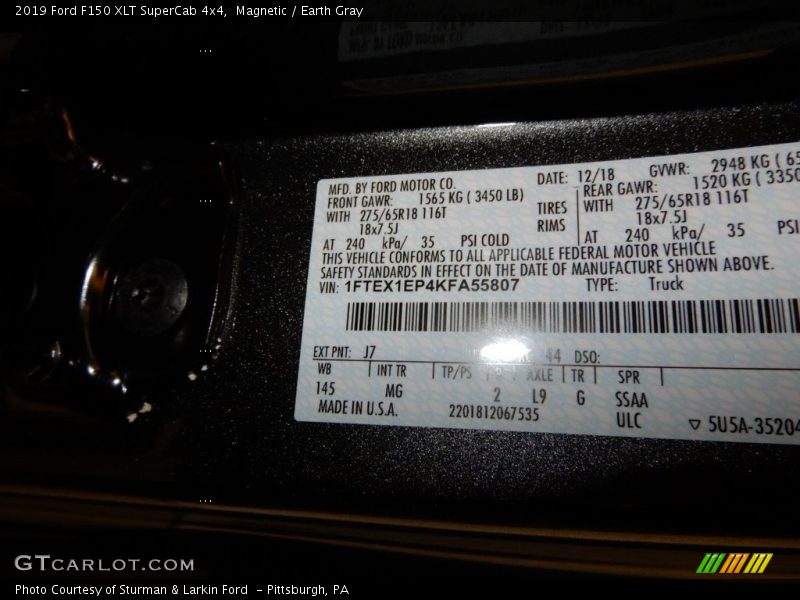 2019 Ford F150 XLT SuperCab 4x4,  Magnetic / Earth Gray
MFD. BY FORD MOTOR CO. DATE: 12/18 GVWR: 2948 KG
FRONT GAWR: 1565 KG ( 3450 LB) REAR GAWR: 1520 KG ( 3350
WITH 275/65R18 116T TIRES WITH 275/65R18 116T
18x7.5J RIMS 18x7.5J
AT 240 kPa/ 35 PSI COLD AT 240 kPa/ 35 PSI
THIS VEHICLE CONFORMS TO ALL APPLICABLE FEDERAL MOTOR VEHICLE
SAFETY STANDARDS IN EFFECT ON THE DATE OF MANUFACTURE SHOWN ABOVE.
VIN: 1FTEX1EP4KFA55807 TYPE: Truck
EXT PNT: J7 44 DSO:
WB INT TR TP/PS R AXLE TR SPR
145 MG 2 L9 G SSAA
MADE IN U.S.A. 2201812067535 ULC ▽ 5U5A-35204
GTCARLOT.COM
Photo Courtesy of Sturman & Larkin Ford  - Pittsburgh, PA